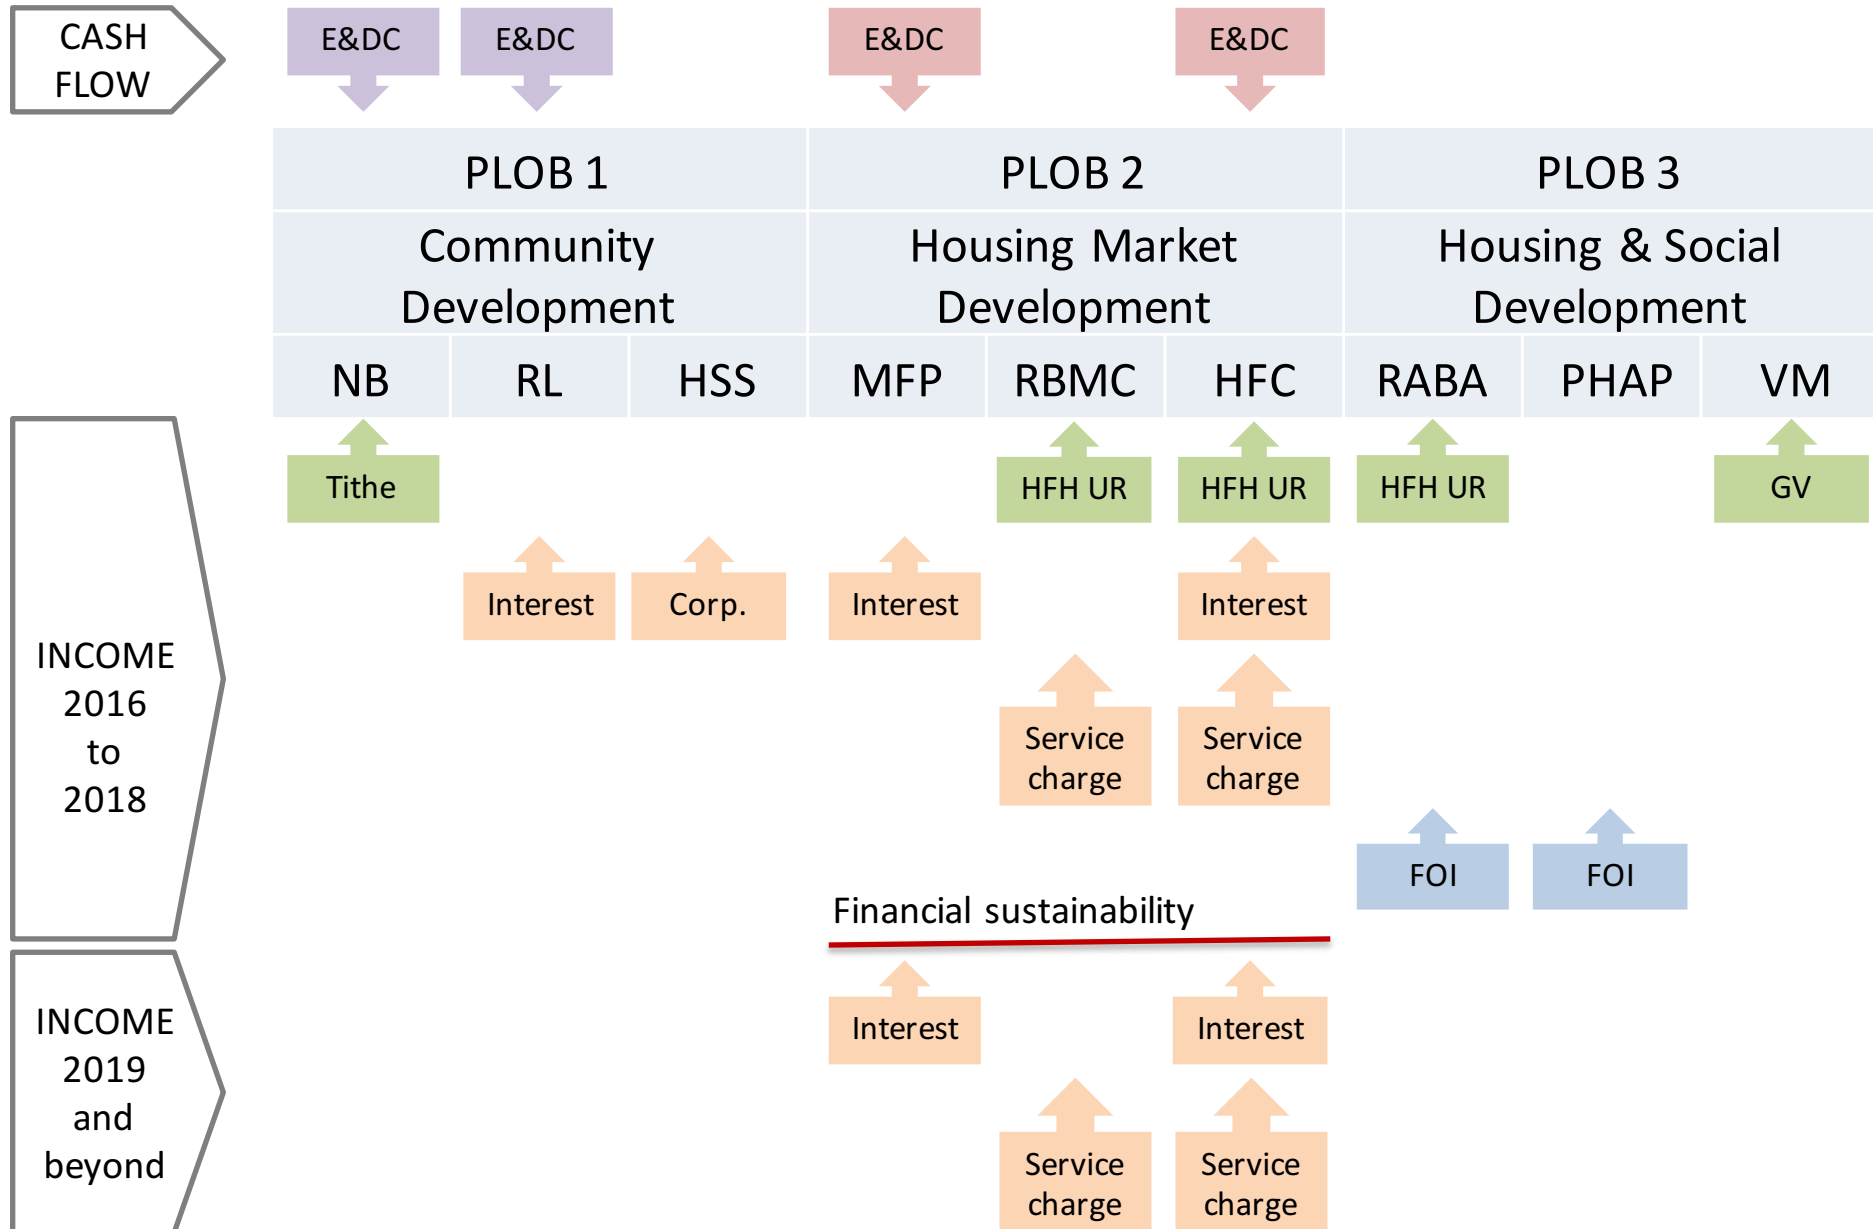 CASH
FLOW
E&DC
E&DC
E&DC
E&DC
PLOB 1
PLOB 2
PLOB 3
Community
Development
Housing Market
Development
Housing & Social
Development
NB
RL
HSS
MFP
RBMC
HFC
RABA
PHAP
VM
INCOME
2016
to
2018
Tithe
HFH UR
HFH UR
HFH UR
GV
Interest
Corp.
Interest
Interest
Service
charge
Service
charge
FOI
FOI
Financial sustainability
INCOME
2019
and
beyond
Interest
Interest
Service
charge
Service
charge